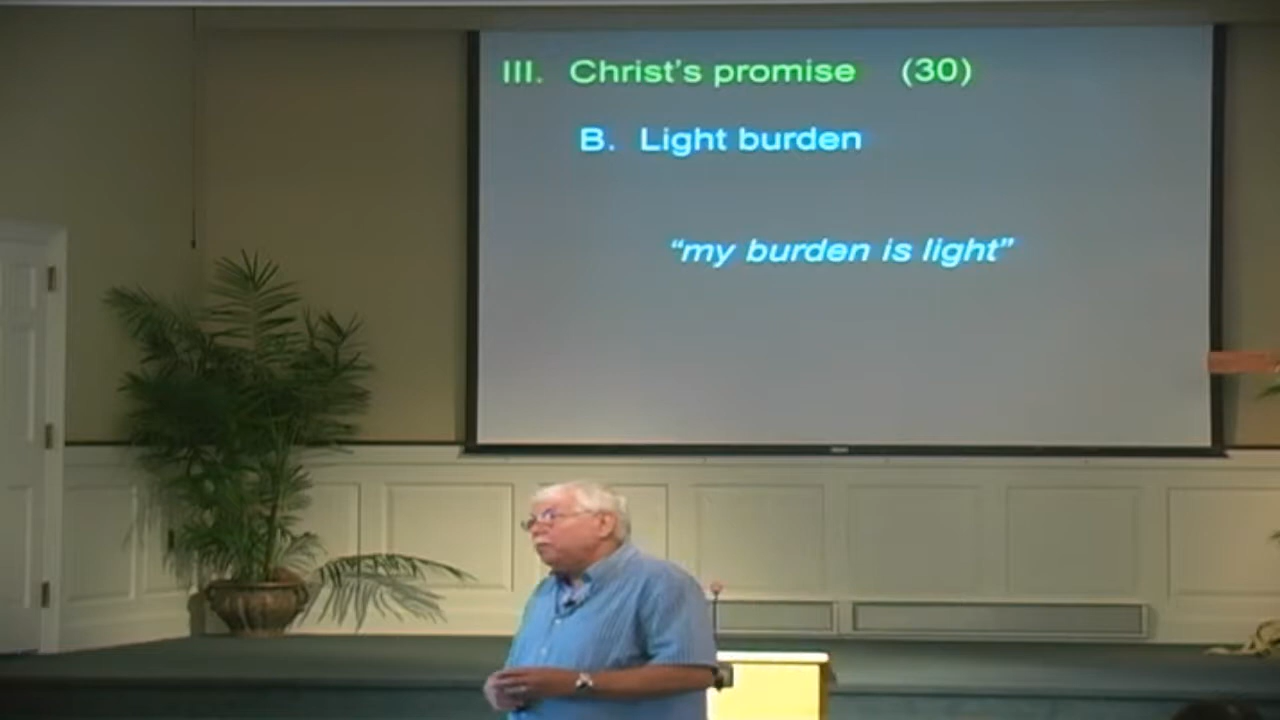 III. Christ's promise (30)
B. Light burden
“my burden is light”